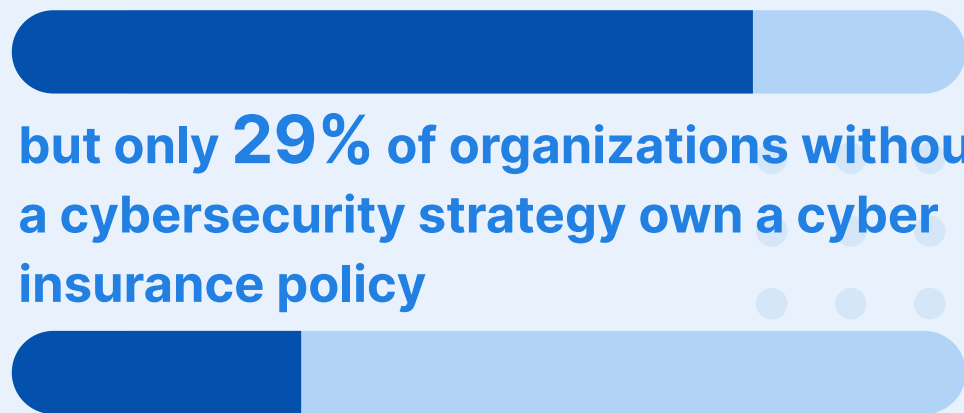 but only 29% of organizations withou
a cybersecurity strategy own a cyber
insurance policy